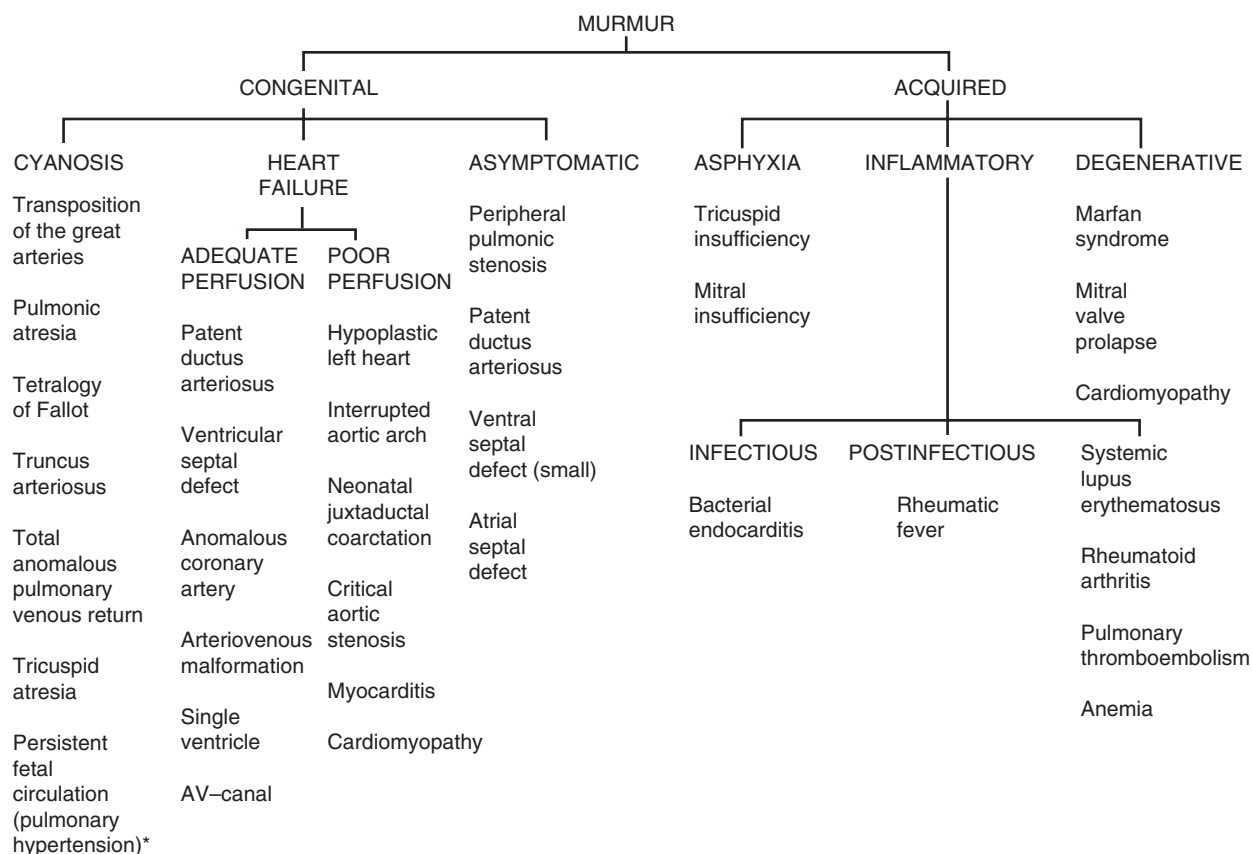 MURMUR
CONGENITAL
ACQUIRED
CYANOSIS
Transposition
of the great
arteries
Pulmonic
atresia
Tetralogy
of Fallot
Truncus
arteriosus
Total
anomalous
pulmonary
venous return
Tricuspid
atresia
Persistent
fetal
circulation
(pulmonary
hypertension)*
HEART
FAILURE
ADEQUATE
PERFUSION
Patent
ductus
arteriosus
Ventricular
septal
defect
Anomalous
coronary
artery
Arteriovenous
malformation
Single
ventricle
AV–canal
POOR
PERFUSION
Hypoplastic
left heart
Interrupted
aortic arch
Neonatal
juxtaductal
coarctation
Critical
aortic
stenosis
Myocarditis
Cardiomyopathy
ASYMPTOMATIC
Peripheral
pulmonic
stenosis
Patent
ductus
arteriosus
Ventral
septal
defect (small)
Atrial
septal
defect
ASPHYXIA
Tricuspid
insufficiency
Mitral
insufficiency
INFLAMMATORY
INFECTIOUS
Bacterial
endocarditis
POSTINFECTIOUS
Rheumatic
fever
DEGENERATIVE
Marfan
syndrome
Mitral
valve
prolapse
Cardiomyopathy
Systemic
lupus
erythematosus
Rheumatoid
arthritis
Pulmonary
thromboembolism
Anemia